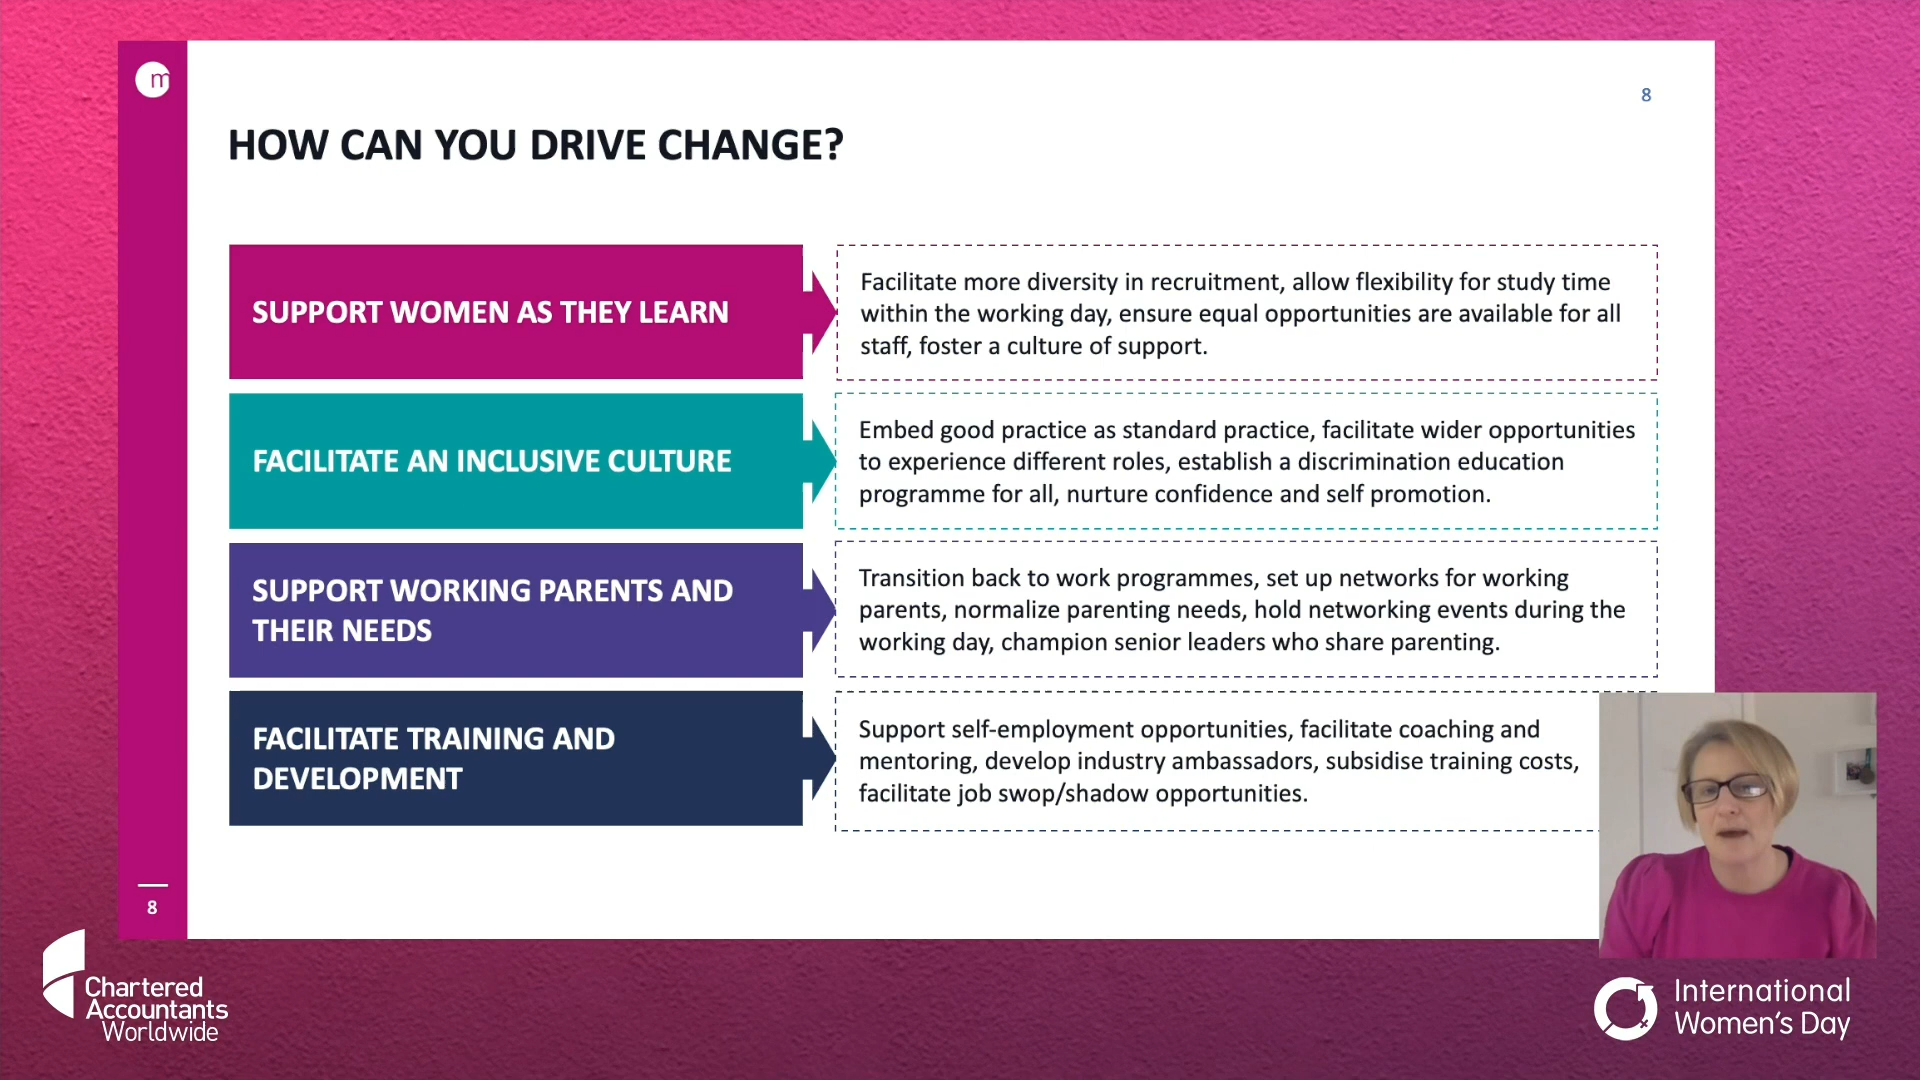 m
8
HOW CAN YOU DRIVE CHANGE?
SUPPORT WOMEN AS THEY LEARN
Facilitate more diversity in recruitment, allow flexibility for study time
within the working day, ensure equal opportunities are available for all
staff, foster a culture of support.
FACILITATE AN INCLUSIVE CULTURE
Embed good practice as standard practice, facilitate wider opportunities
to experience different roles, establish a discrimination education
programme for all, nurture confidence and self promotion.
SUPPORT WORKING PARENTS AND
THEIR NEEDS
Transition back to work programmes, set up networks for working
parents, normalize parenting needs, hold networking events during the
working day, champion senior leaders who share parenting.
FACILITATE TRAINING AND
DEVELOPMENT
Support self-employment opportunities, facilitate coaching and
mentoring, develop industry ambassadors, subsidise training costs,
facilitate job swop/shadow opportunities.
8
Chartered
Accountants
Worldwide
International
Women's Day